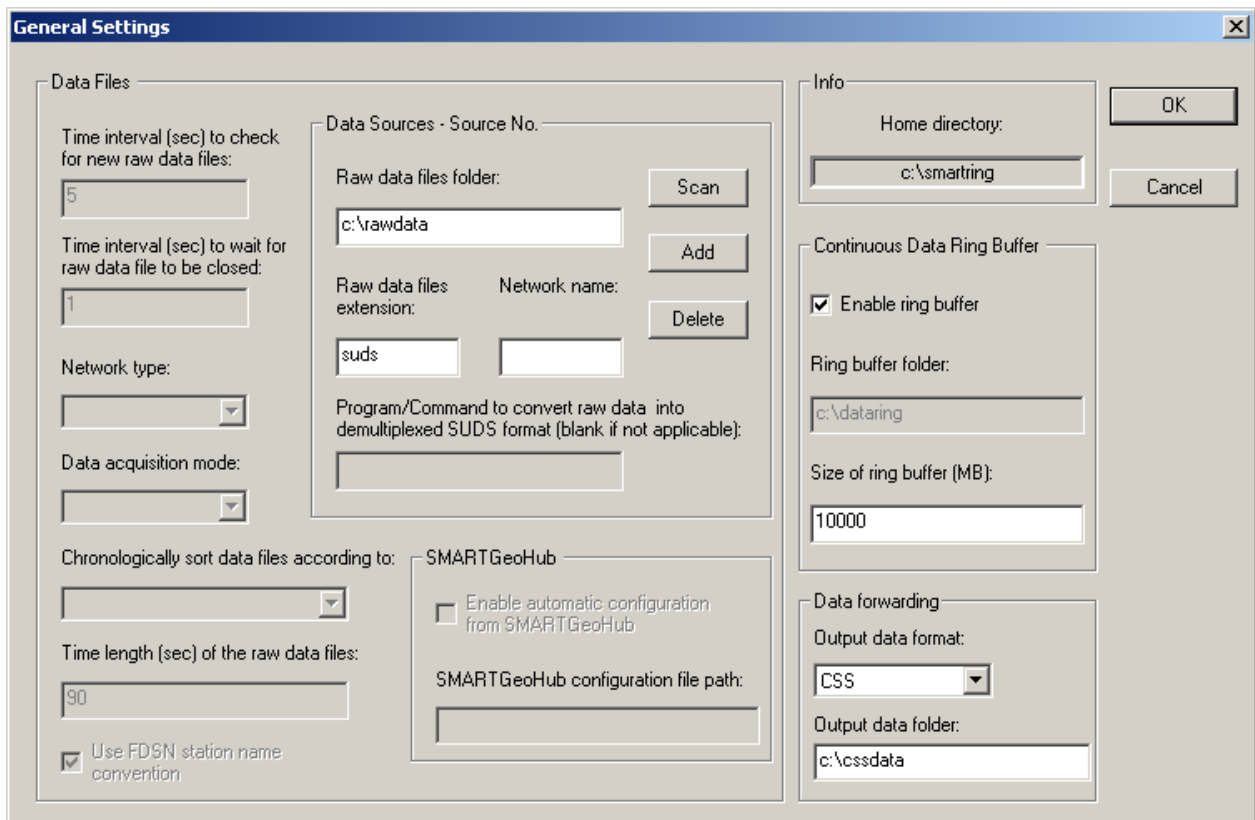 General Settings
Data Files
Time interval (sec) to check
for new raw data files:
5
Time interval (sec) to wait for
raw data file to be closed:
1
Network type:
Data acquisition mode:
Data Sources - Source No.
Raw data files folder:
c:\rawdata
Scan
Add
Delete
Raw data files
extension:
suds
Network name:
Program/Command to convert raw data into
demultiplexed SUDS format (blank if not applicable):
Chronologically sort data files according to:
Time length (sec) of the raw data files:
90
Use FDSN station name
convention
SMARTGeoHub
Enable automatic configuration
from SMARTGeoHub
SMARTGeoHub configuration file path:
Info
Home directory:
c:\smartring
Continuous Data Ring Buffer
Enable ring buffer
Ring buffer folder:
c:\dataring
Size of ring buffer (MB):
10000
Data forwarding
Output data format:
CSS
Output data folder:
c:\cssdata
OK
Cancel